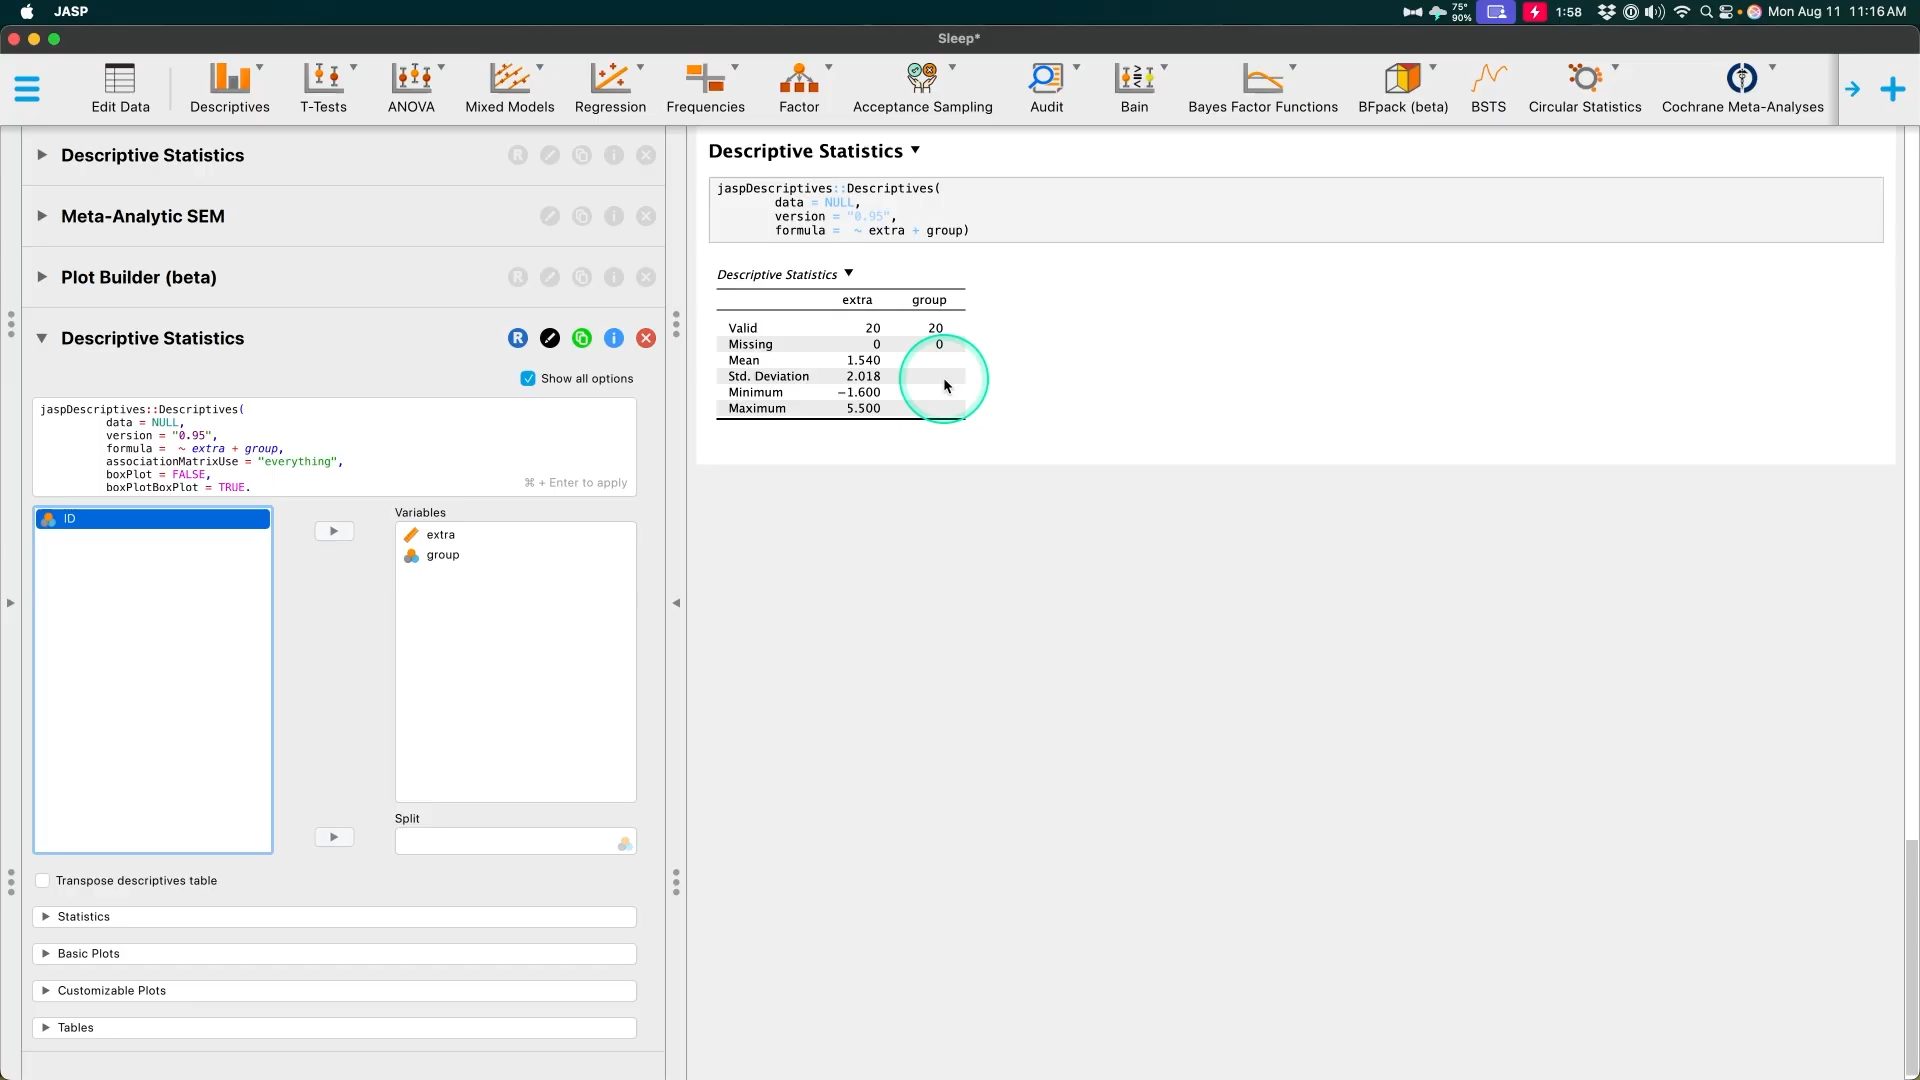 JASP
75°
90%
1:58
Mon Aug 11 11:16 AM
Sleep*
Edit Data
Descriptives
T-Tests
ANOVA
Mixed Models
Regression
Frequencies
Factor
Acceptance Sampling
Audit
Bain
Bayes Factor Functions
BFpack (beta)
BSTS
Circular Statistics
Cochrane Meta-Analyses
Descriptive Statistics
R
i
Meta-Analytic SEM
i
Plot Builder (beta)
R
i
Descriptive Statistics
R
i
Show all options
jaspDescriptives::Descriptives(
data = NULL,
version = "0.95",
formula = ~ extra + group,
associationMatrixUse = "everything",
boxPlot = FALSE,
boxPlotBoxPlot = TRUE,
⌘ + Enter to apply
ID
Variables
extra
group
Split
Transpose descriptives table
Statistics
Basic Plots
Customizable Plots
Tables
Descriptive Statistics
jaspDescriptives::Descriptives(
data = NULL,
version = "0.95",
formula = ~ extra + group)
Descriptive Statistics
extra group
Valid 20 20
Missing 0 0
Mean 1.540
Std. Deviation 2.018
Minimum −1.600
Maximum 5.500